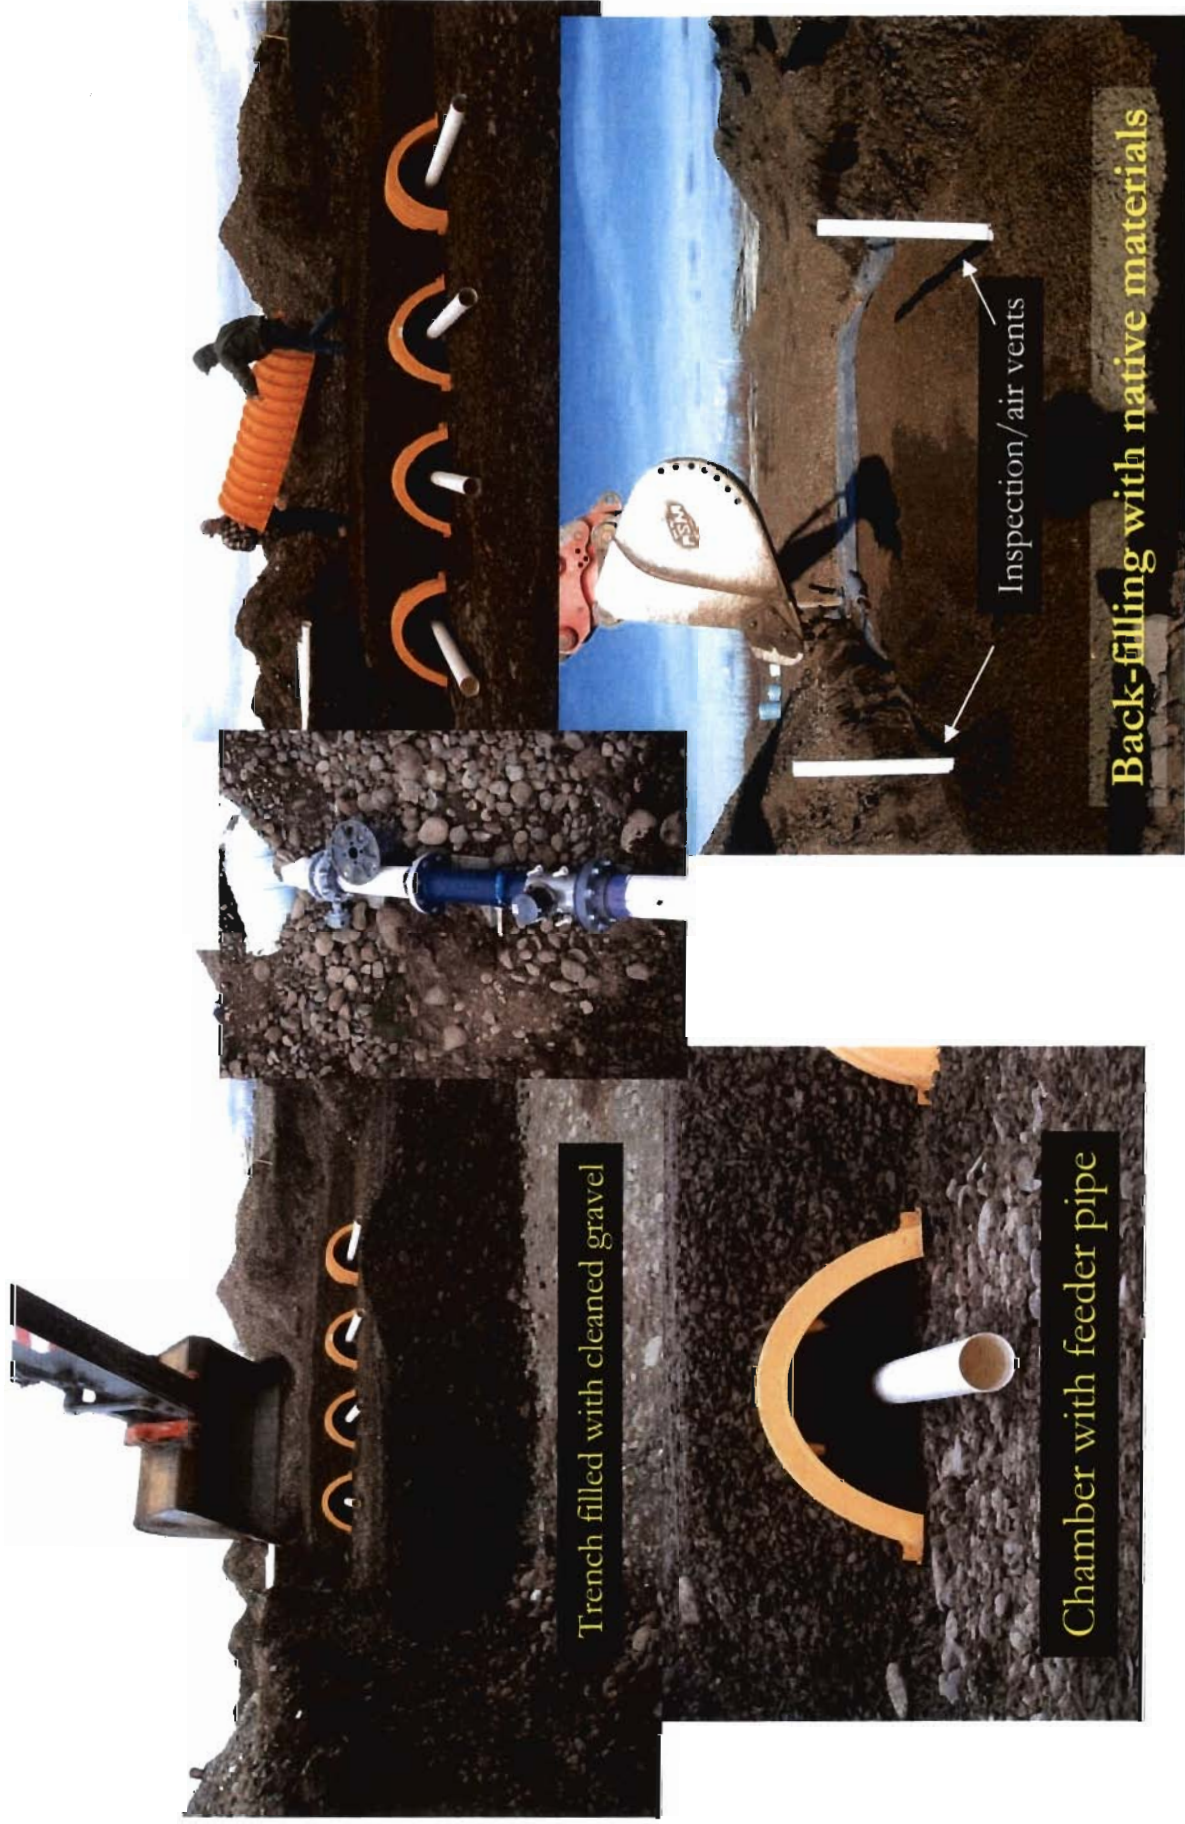 Trench filled with cleaned gravel
Chamber with feeder pipe
Inspection/air vents
Back-filling with native materials